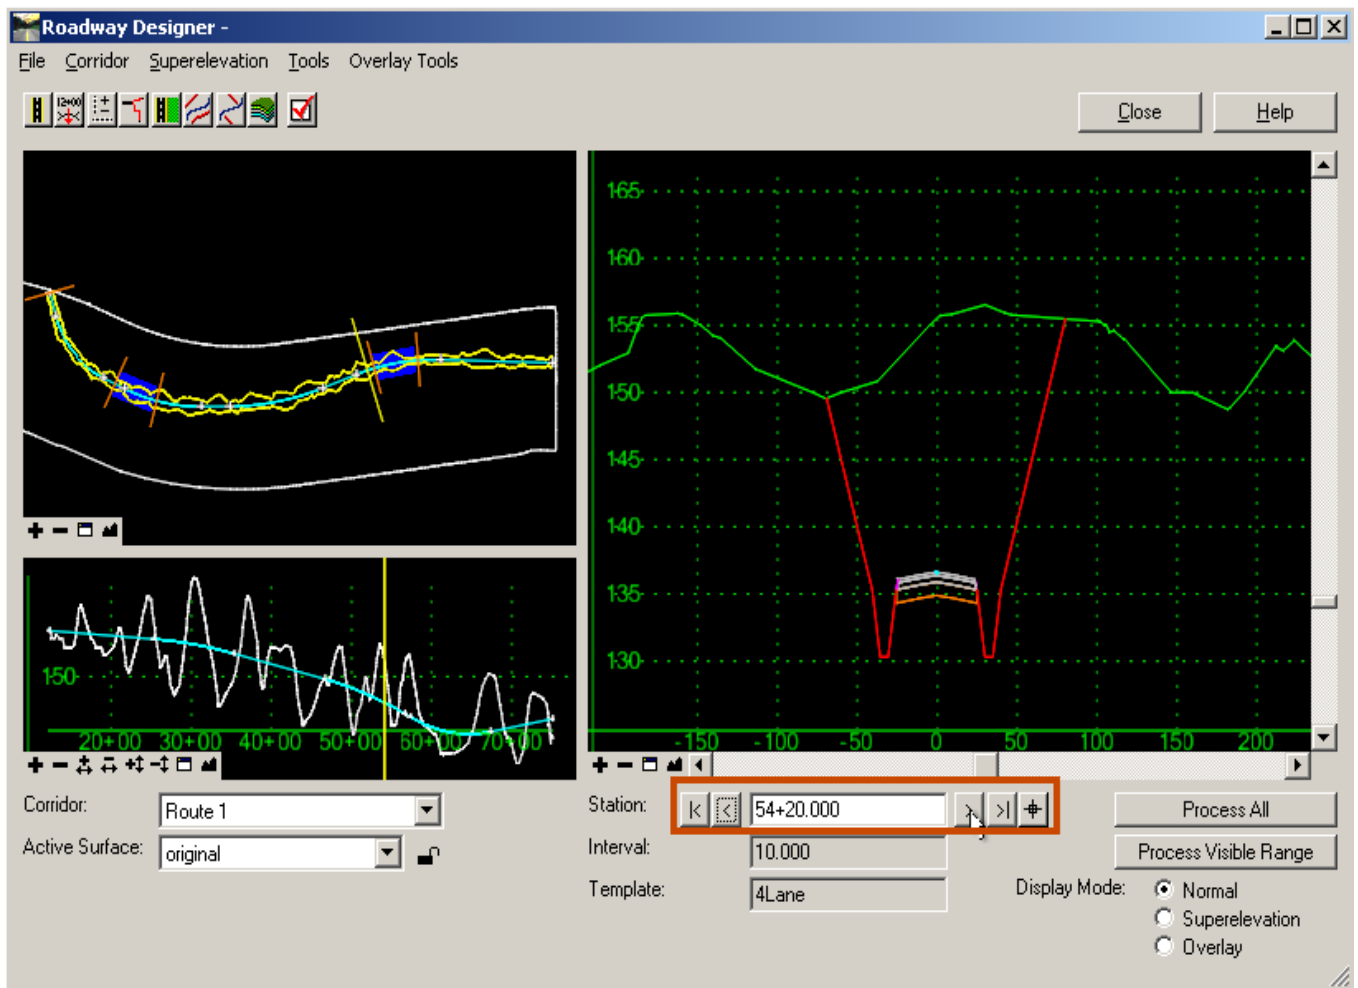 Roadway Designer -
File Corridor Superelevation Tools Overlay Tools
12+00
Close Help
165
160
155
150
145
140
135
130
-150 -100 -50 0 50 100 150 200
150
20+00 30+00 40+00 50+00 60+00 70+00
Corridor: Route 1
Active Surface: original
Station: 54+20.000
Interval: 10.000
Template: 4Lane
Process All
Process Visible Range
Display Mode: Normal
Superelevation
Overlay